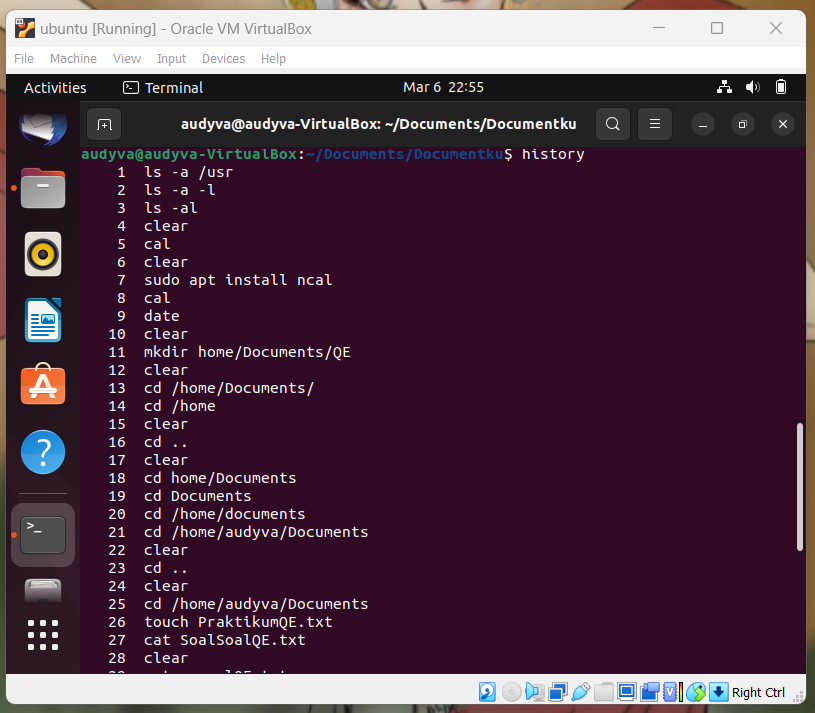 ubuntu [Running] - Oracle VM VirtualBox
File Machine View Input Devices Help
Activities Terminal Mar 6 22:55
audyva@audyva-VirtualBox: ~/Documents/Documentku
audyva@audyva-VirtualBox:~/Documents/Documentku$ history
1 ls -a /usr
2 ls -a -l
3 ls -al
4 clear
5 cal
6 clear
7 sudo apt install ncal
8 cal
9 date
10 clear
11 mkdir home/Documents/QE
12 clear
13 cd /home/Documents/
14 cd /home
15 clear
16 cd ..
17 clear
18 cd home/Documents
19 cd Documents
20 cd /home/documents
21 cd /home/audyva/Documents
22 clear
23 cd ..
24 clear
25 cd /home/audyva/Documents
26 touch PraktikumQE.txt
27 cat SoalSoalQE.txt
28 clear
Right Ctrl